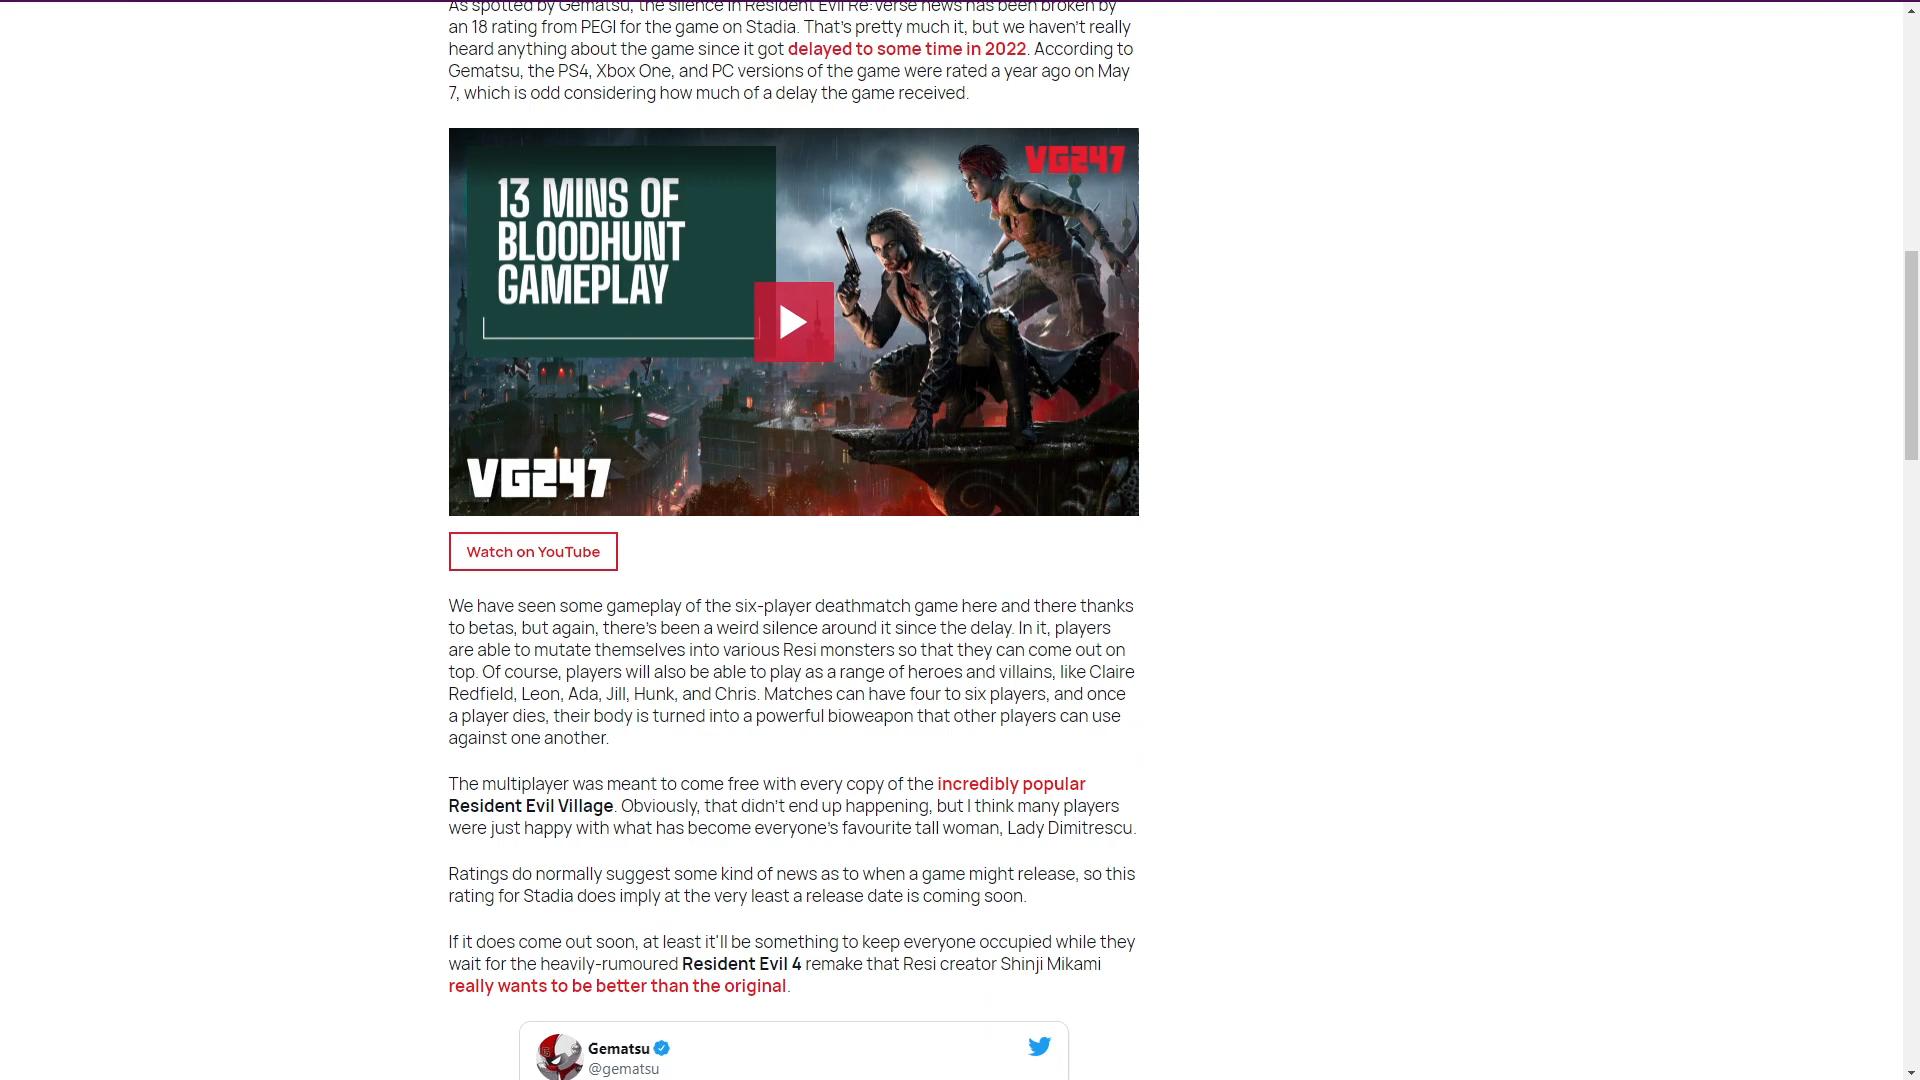 As spotted by Gematsu, the silence in Resident Evil Re:Verse news has been broken by
an 18 rating from PEGI for the game on Stadia. That's pretty much it, but we haven't really
heard anything about the game since it got delayed to some time in 2022. According to
Gematsu, the PS4, Xbox One, and PC versions of the game were rated a year ago on May
7, which is odd considering how much of a delay the game received.
VG247
13 MINS OF
BLOODHUNT
GAMEPLAY
VG247
Watch on YouTube
We have seen some gameplay of the six-player deathmatch game here and there thanks
to betas, but again, there's been a weird silence around it since the delay. In it, players
are able to mutate themselves into various Resi monsters so that they can come out on
top. Of course, players will also be able to play as a range of heroes and villains, like Claire
Redfield, Leon, Ada, Jill, Hunk, and Chris. Matches can have four to six players, and once
a player dies, their body is turned into a powerful bioweapon that other players can use
against one another.
The multiplayer was meant to come free with every copy of the incredibly popular
Resident Evil Village. Obviously, that didn't end up happening, but I think many players
were just happy with what has become everyone's favourite tall woman, Lady Dimitrescu.
Ratings do normally suggest some kind of news as to when a game might release, so this
rating for Stadia does imply at the very least a release date is coming soon.
If it does come out soon, at least it'll be something to keep everyone occupied while they
wait for the heavily-rumoured Resident Evil 4 remake that Resi creator Shinji Mikami
really wants to be better than the original.
Gematsu
@gematsu